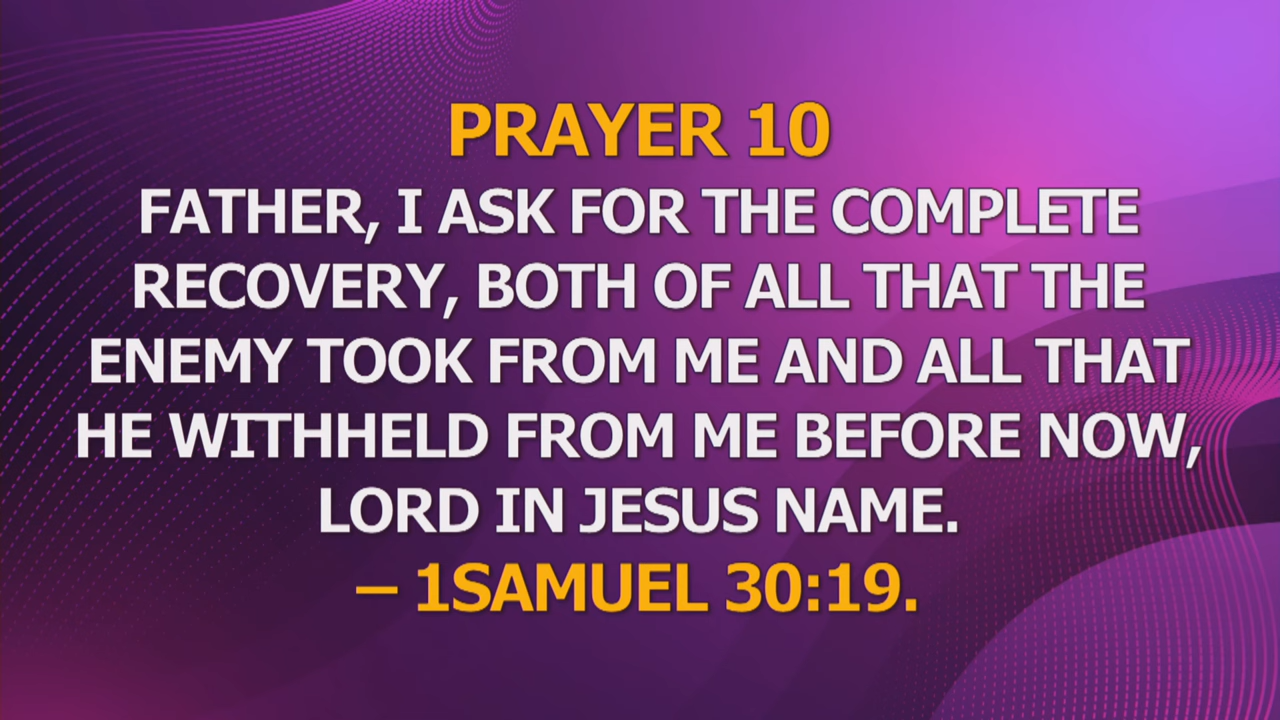 PRAYER 10
FATHER, I ASK FOR THE COMPLETE
RECOVERY, BOTH OF ALL THAT THE
ENEMY TOOK FROM ME AND ALL THAT
HE WITHHELD FROM ME BEFORE NOW,
LORD IN JESUS NAME.
– 1SAMUEL 30:19.